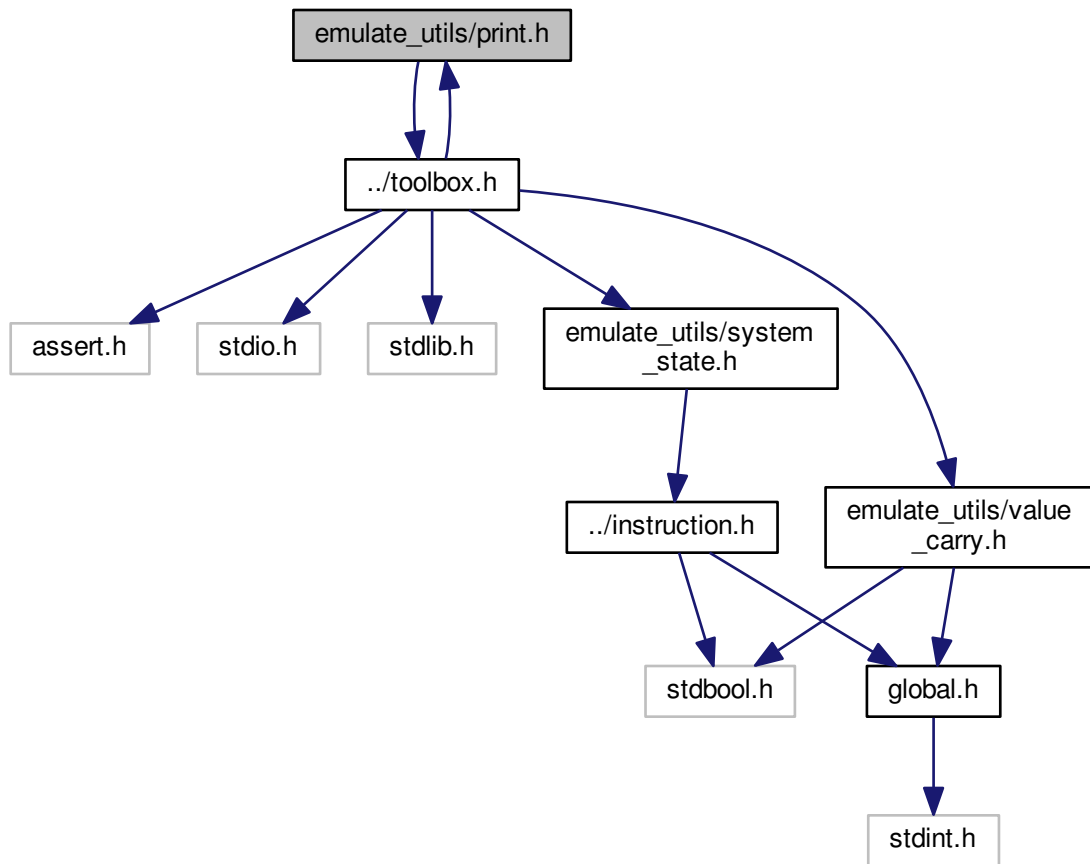 emulate_utils/print.h
../toolbox.h
assert.h
stdio.h
stdlib.h
emulate_utils/system
_state.h
../instruction.h
emulate_utils/value
_carry.h
stdbool.h
global.h
stdint.h